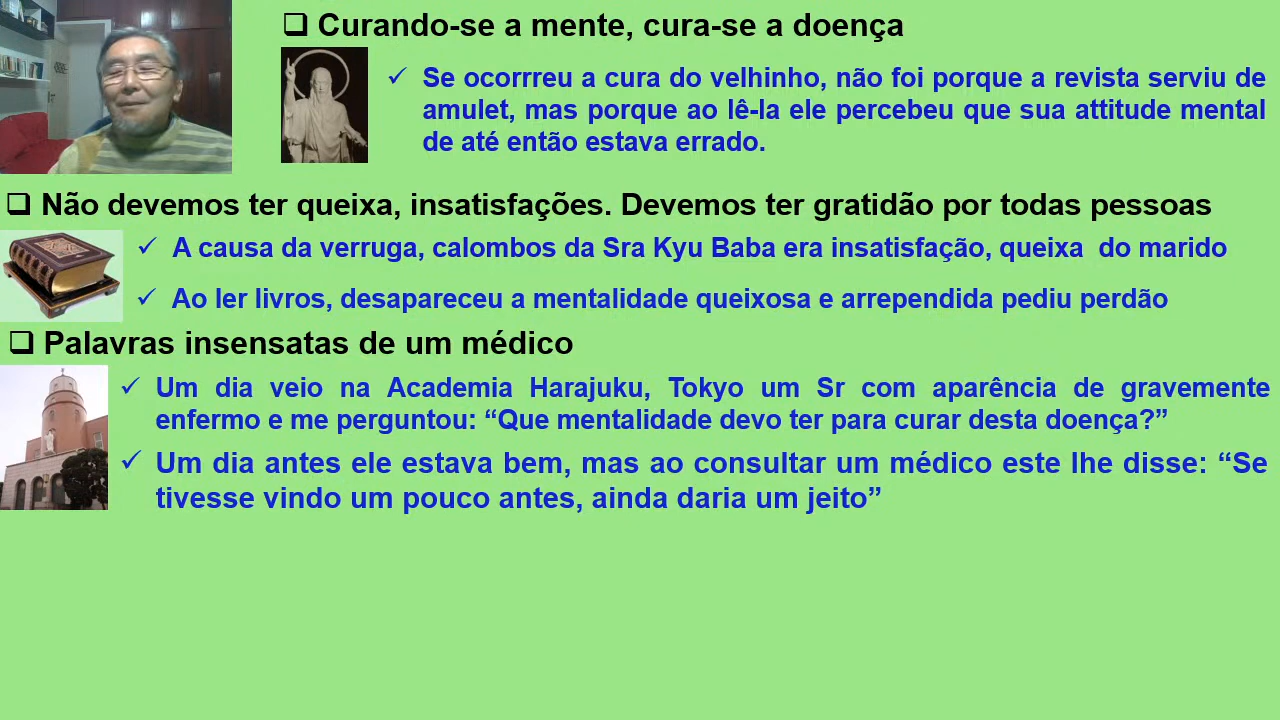 Curando-se a mente, cura-se a doença
Se ocorrreu a cura do velhinho, não foi porque a revista serviu de
amulet, mas porque ao lê-la ele percebeu que sua attitude mental
de até então estava errado.
Não devemos ter queixa, insatisfações. Devemos ter gratidão por todas pessoas
A causa da verruga, calombos da Sra Kyu Baba era insatisfação, queixa do marido
Ao ler livros, desapareceu a mentalidade queixosa e arrependida pediu perdão
Palavras insensatas de um médico
Um dia veio na Academia Harajuku, Tokyo um Sr com aparência de gravemente
enfermo e me perguntou: “Que mentalidade devo ter para curar desta doença?”
Um dia antes ele estava bem, mas ao consultar um médico este lhe disse: “Se
tivesse vindo um pouco antes, ainda daria um jeito”